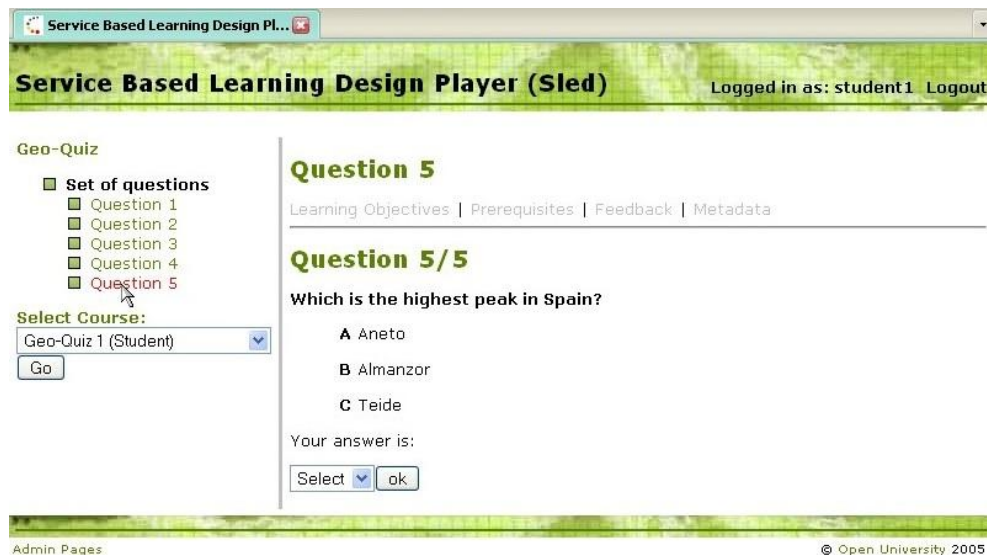 Service Based Learning Design Pl...
Service Based Learning Design Player (Sled)
Logged in as: student1 Logout
Geo-Quiz
Set of questions
Question 1
Question 2
Question 3
Question 4
Question 5
Select Course:
Geo-Quiz 1 (Student)
Go
Question 5
Learning Objectives | Prerequisites | Feedback | Metadata
Question 5/5
Which is the highest peak in Spain?
A Aneto
B Almanzor
C Teide
Your answer is:
Select ok
Admin Pages
© Open University 2005